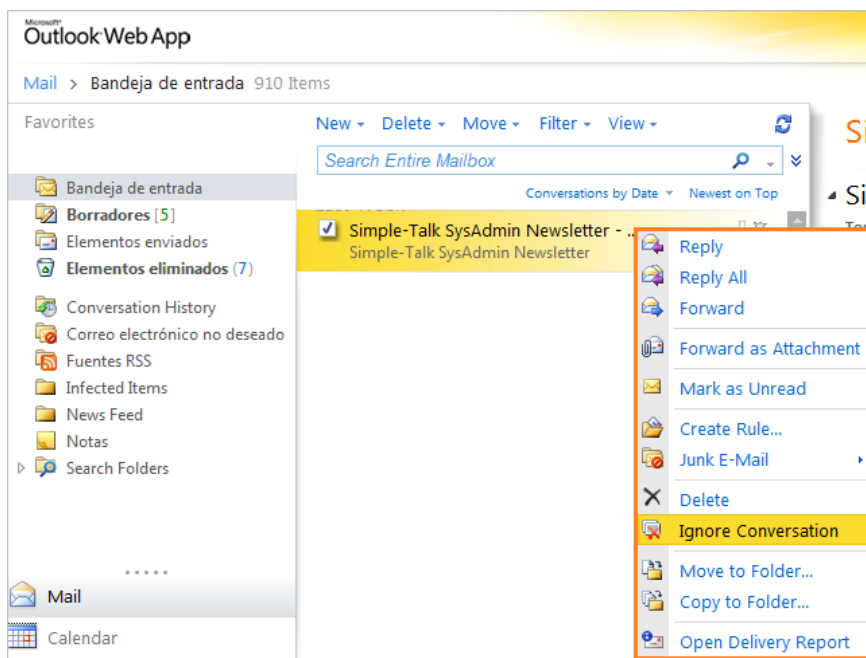 Microsoft®
Outlook Web App
Mail > Bandeja de entrada 910 Items
Favorites
Bandeja de entrada
Borradores [5]
Elementos enviados
Elementos eliminados (7)
Conversation History
Correo electrónico no deseado
Fuentes RSS
Infected Items
News Feed
Notas
Search Folders
Mail
Calendar
New Delete Move Filter View
Search Entire Mailbox
Conversations by Date Newest on Top
Simple-Talk SysAdmin Newsletter - ...
Simple-Talk SysAdmin Newsletter
Si
Si
Reply
Reply All
Forward
Forward as Attachment
Mark as Unread
Create Rule...
Junk E-Mail
Delete
Ignore Conversation
Move to Folder...
Copy to Folder...
Open Delivery Report